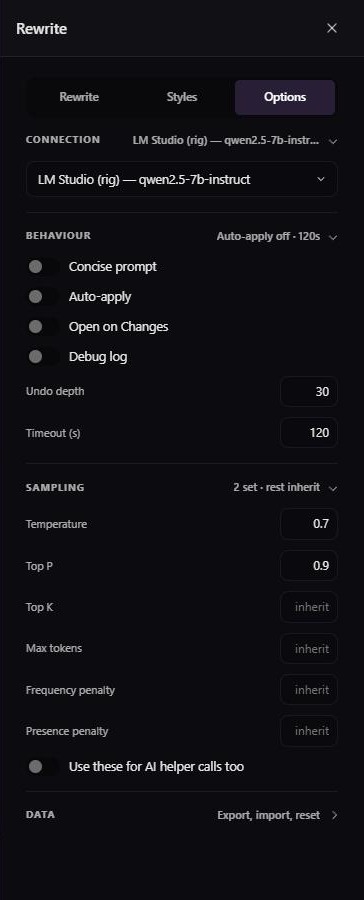 Rewrite
Rewrite Styles Options
CONNECTION LM Studio (rig) — qwen2.5-7b-instr...
LM Studio (rig) — qwen2.5-7b-instruct
BEHAVIOUR Auto-apply off · 120s
Concise prompt
Auto-apply
Open on Changes
Debug log
Undo depth 30
Timeout (s) 120
SAMPLING 2 set · rest inherit
Temperature 0.7
Top P 0.9
Top K inherit
Max tokens inherit
Frequency penalty inherit
Presence penalty inherit
Use these for AI helper calls too
DATA Export, import, reset